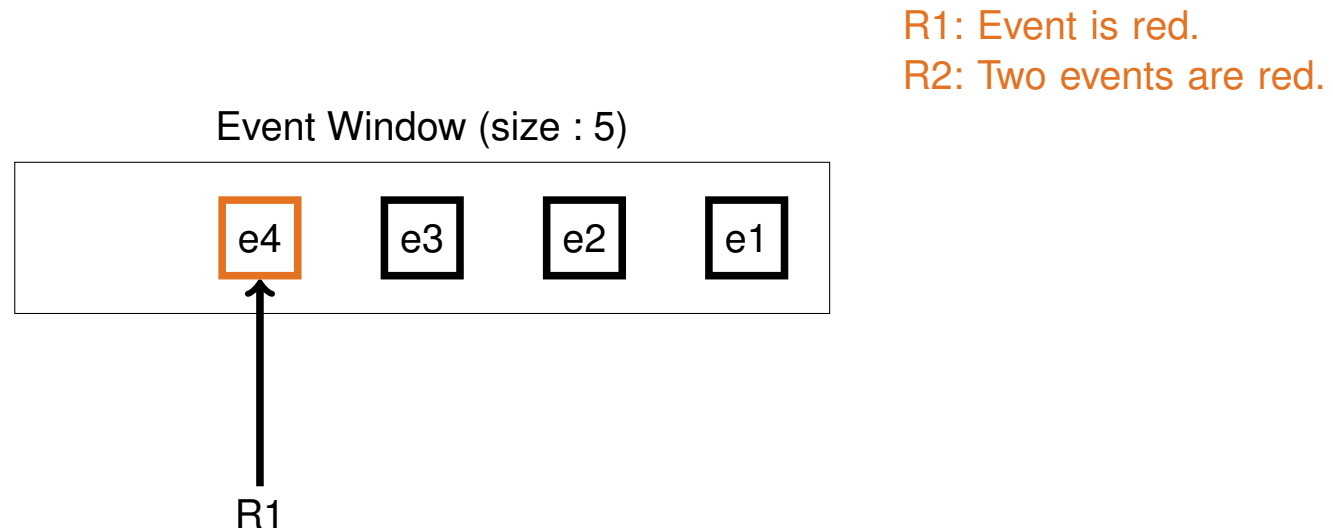 R1: Event is red.
R2: Two events are red.
Event Window (size : 5)
e4 e3 e2 e1
R1